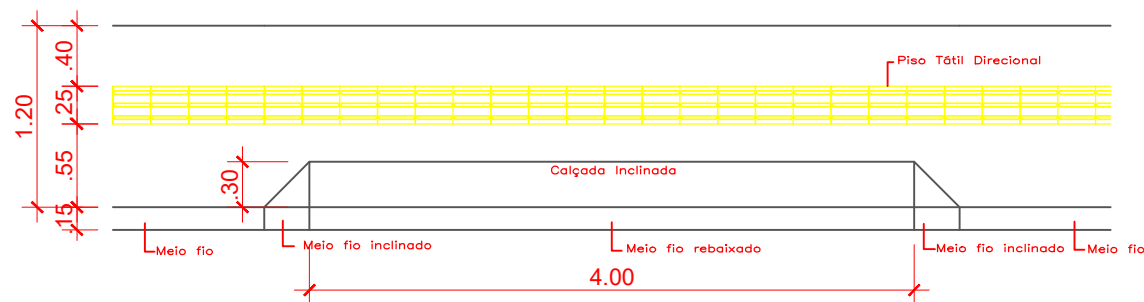 .40
Piso Tátil Direcional
.25
1.20
.55
.30
Calçada Inclinada
.15
Meio fio
Meio fio inclinado
Meio fio rebaixado
Meio fio inclinado
Meio fio
4.00